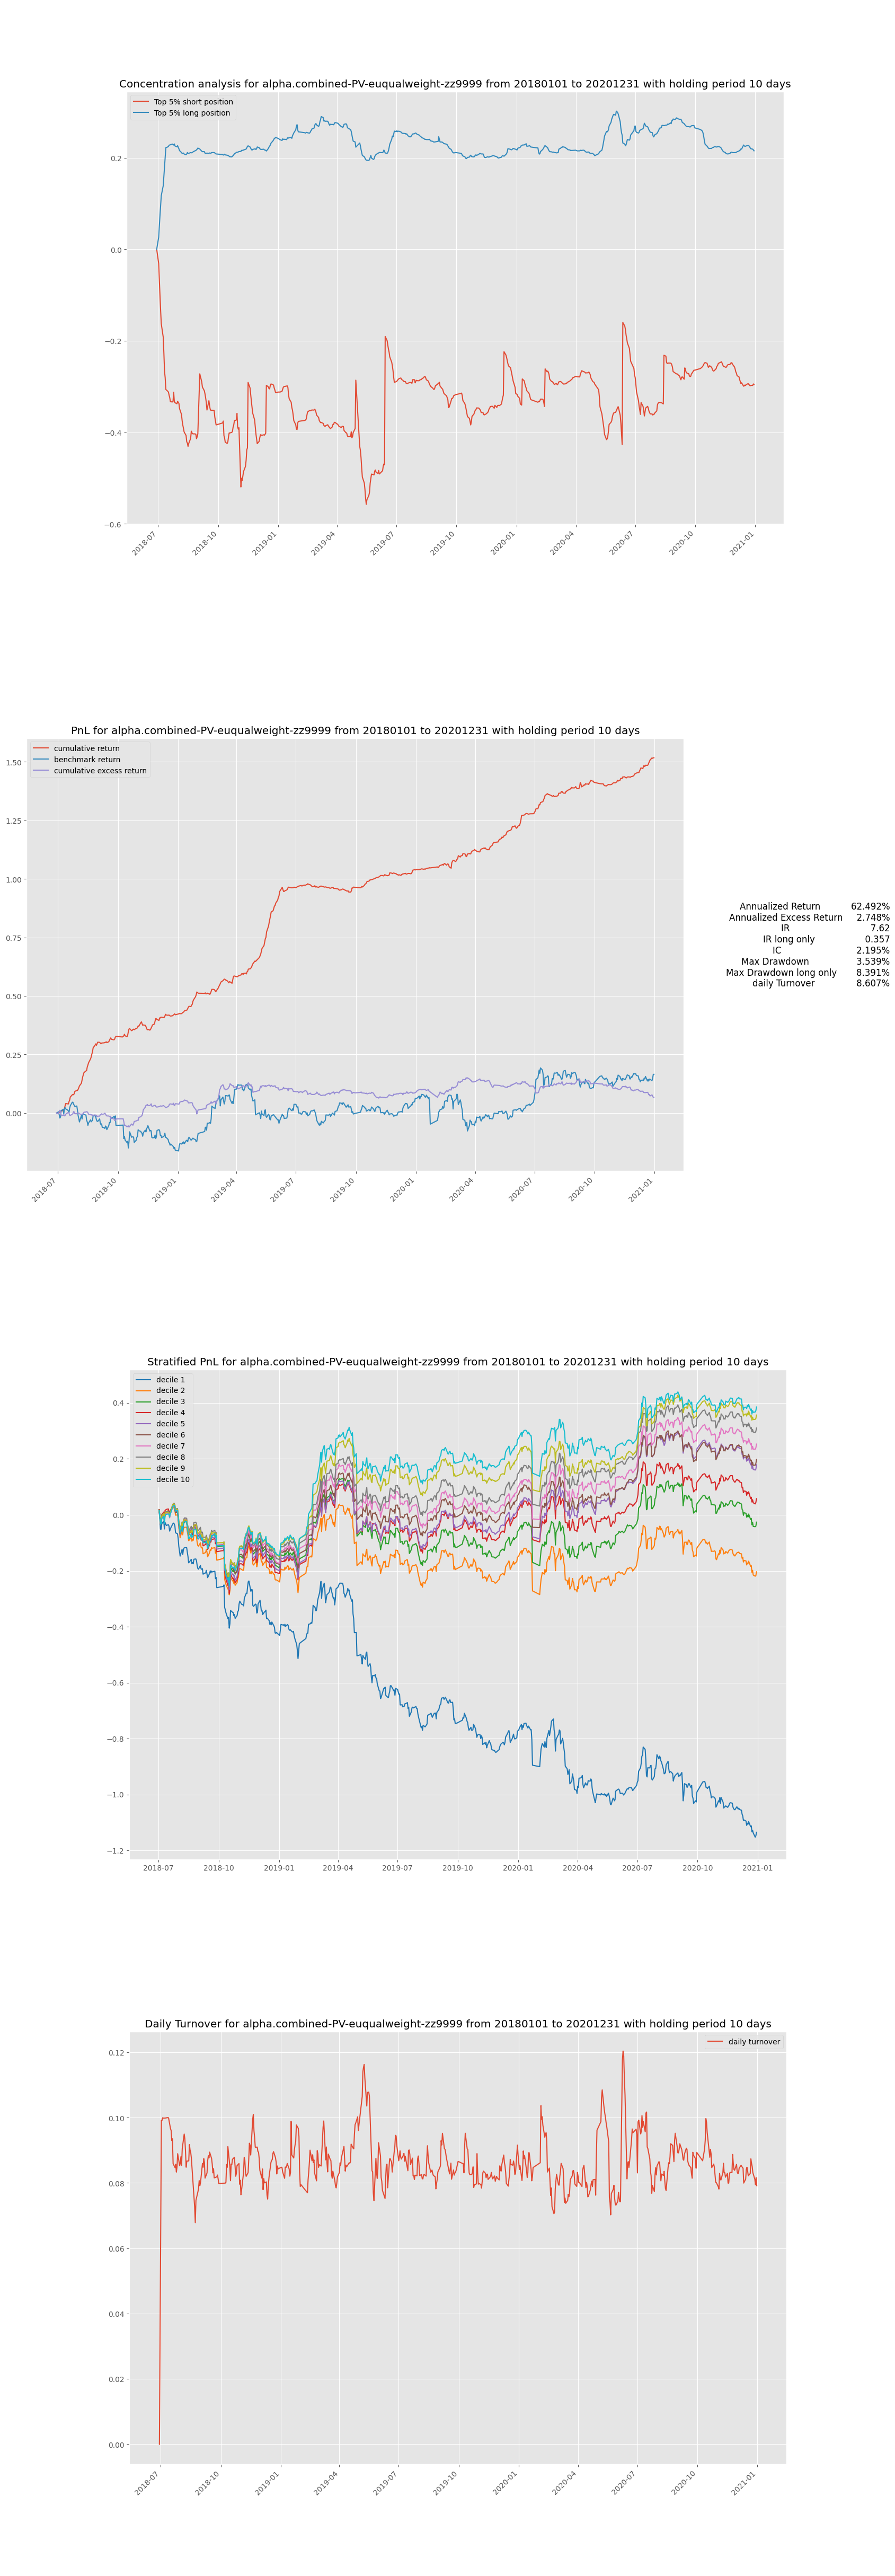 Concentration analysis for alpha.combined-PV-euqualweight-zz9999 from 20180101 to 20201231 with holding period 10 days
Top 5% short position
Top 5% long position
0.2
0.0
−0.2
−0.4
−0.6
2018-07
2018-10
2019-01
2019-04
2019-07
2019-10
2020-01
2020-04
2020-07
2020-10
2021-01
PnL for alpha.combined-PV-euqualweight-zz9999 from 20180101 to 20201231 with holding period 10 days
cumulative return
benchmark return
cumulative excess return
1.50
1.25
1.00
0.75
0.50
0.25
0.00
2018-07
2018-10
2019-01
2019-04
2019-07
2019-10
2020-01
2020-04
2020-07
2020-10
2021-01
Annualized Return 62.492%
Annualized Excess Return 2.748%
IR 7.62
IR long only 0.357
IC 2.195%
Max Drawdown 3.539%
Max Drawdown long only 8.391%
daily Turnover 8.607%
Stratified PnL for alpha.combined-PV-euqualweight-zz9999 from 20180101 to 20201231 with holding period 10 days
decile 1
decile 2
decile 3
decile 4
decile 5
decile 6
decile 7
decile 8
decile 9
decile 10
0.4
0.2
0.0
−0.2
−0.4
−0.6
−0.8
−1.0
−1.2
2018-07
2018-10
2019-01
2019-04
2019-07
2019-10
2020-01
2020-04
2020-07
2020-10
2021-01
Daily Turnover for alpha.combined-PV-euqualweight-zz9999 from 20180101 to 20201231 with holding period 10 days
daily turnover
0.12
0.10
0.08
0.06
0.04
0.02
0.00
2018-07
2018-10
2019-01
2019-04
2019-07
2019-10
2020-01
2020-04
2020-07
2020-10
2021-01